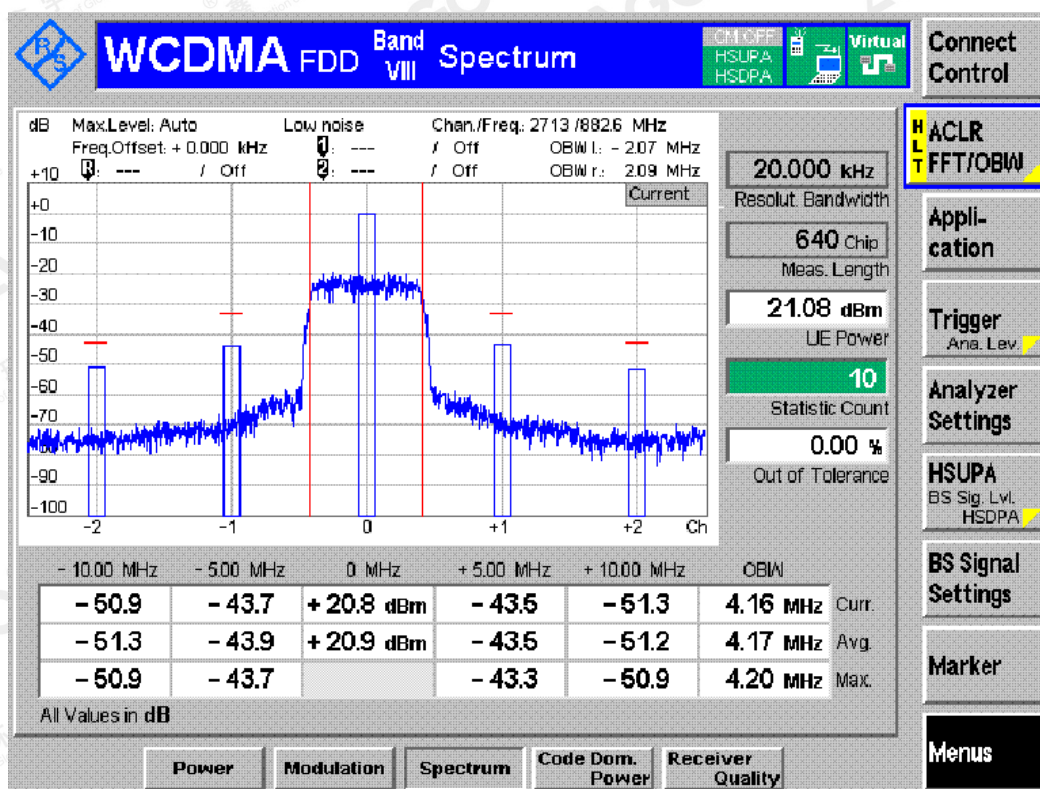 R&S
WCDMA FDD Band VIII Spectrum
CM:OFF
HSUPA
HSDPA
Virtual
Connect Control
dB Max.Level: Auto Low noise Chan./Freq.: 2713 /882.6 MHz
Freq.Offset: + 0.000 kHz 1: --- / Off OBW l.: - 2.07 MHz
R: --- / Off 2: --- / Off OBW r.: 2.09 MHz
Current
+10
+0
-10
-20
-30
-40
-50
-60
-70
-80
-90
-100
-2 -1 0 +1 +2 Ch
20.000 kHz
Resolut. Bandwidth
640 Chip
Meas. Length
21.08 dBm
UE Power
10
Statistic Count
0.00 %
Out of Tolerance
- 10.00 MHz - 5.00 MHz 0 MHz + 5.00 MHz + 10.00 MHz OBW
- 50.9 - 43.7 + 20.8 dBm - 43.5 - 51.3 4.16 MHz Curr.
- 51.3 - 43.9 + 20.9 dBm - 43.5 - 51.2 4.17 MHz Avg.
- 50.9 - 43.7 - 43.3 - 50.9 4.20 MHz Max.
All Values in dB
HLT
ACLR
FFT/OBW
Appli-
cation
Trigger
Ana. Lev.
Analyzer
Settings
HSUPA
BS Sig. Lvl.
HSDPA
BS Signal
Settings
Marker
Menus
Power
Modulation
Spectrum
Code Dom.
Power
Receiver
Quality